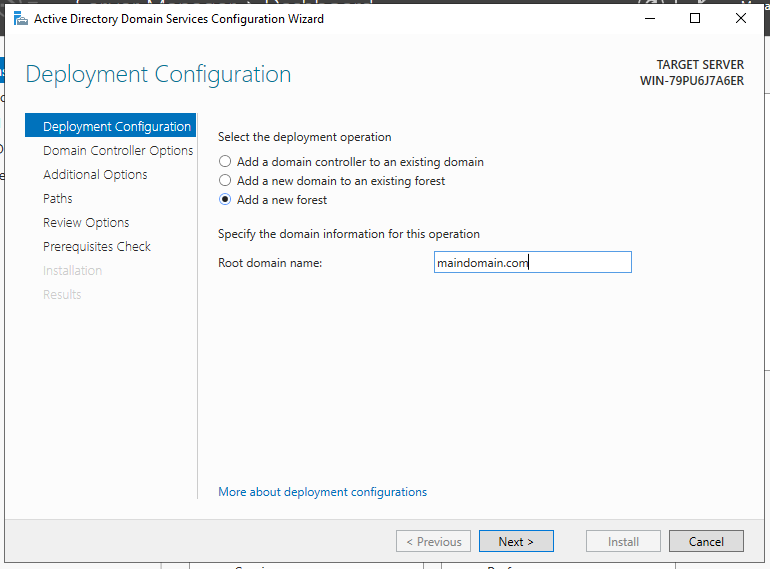 Active Directory Domain Services Configuration Wizard
Deployment Configuration
TARGET SERVER
WIN-79PU6J7A6ER
Deployment Configuration
Domain Controller Options
Additional Options
Paths
Review Options
Prerequisites Check
Installation
Results
Select the deployment operation
Add a domain controller to an existing domain
Add a new domain to an existing forest
Add a new forest
Specify the domain information for this operation
Root domain name:
maindomain.com
More about deployment configurations
< Previous
Next >
Install
Cancel